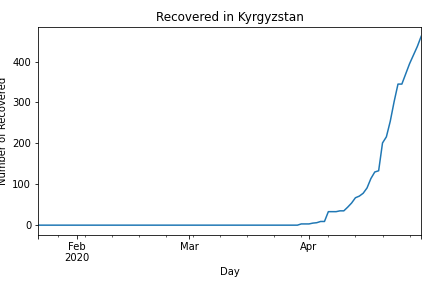 Recovered in Kyrgyzstan
Number of Recovered
400
300
200
100
0
Feb
2020
Mar
Apr
Day